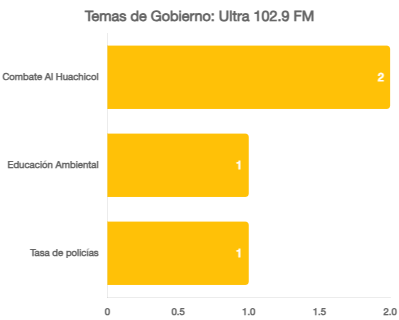 Temas de Gobierno: Ultra 102.9 FM
Combate Al Huachicol
2
Educación Ambiental
1
Tasa de policías
1
0 0.5 1.0 1.5 2.0